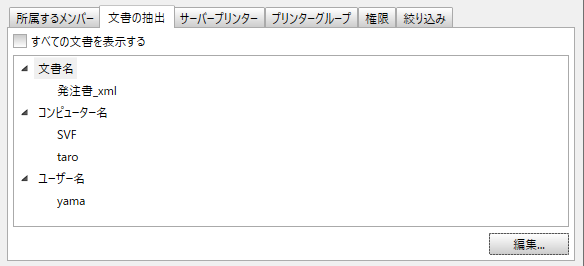 所属するメンバー 文書の抽出 サーバープリンター プリンターグループ 権限 絞り込み
すべての文書を表示する
文書名
発注書_xml
コンピューター名
SVF
taro
ユーザー名
yama
編集...